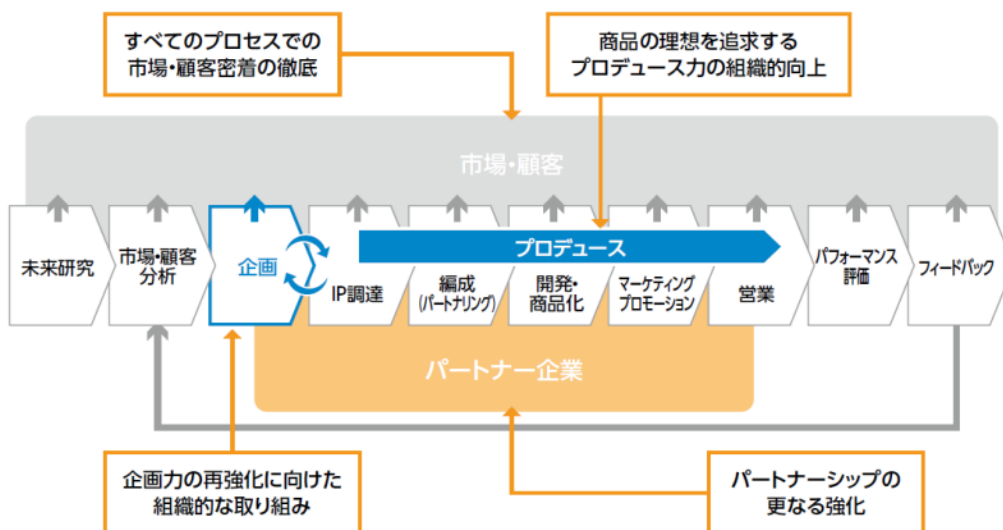 すべてのプロセスでの
市場・顧客密着の徹底
商品の理想を追求する
プロデュース力の組織的向上
市場・顧客
未来研究
市場・顧客
分析
企画
プロデュース
IP調達
編成
(パートナリング)
開発・
商品化
マーケティング
プロモーション
営業
パフォーマンス
評価
フィードバック
パートナー企業
企画力の再強化に向けた
組織的な取り組み
パートナーシップの
更なる強化